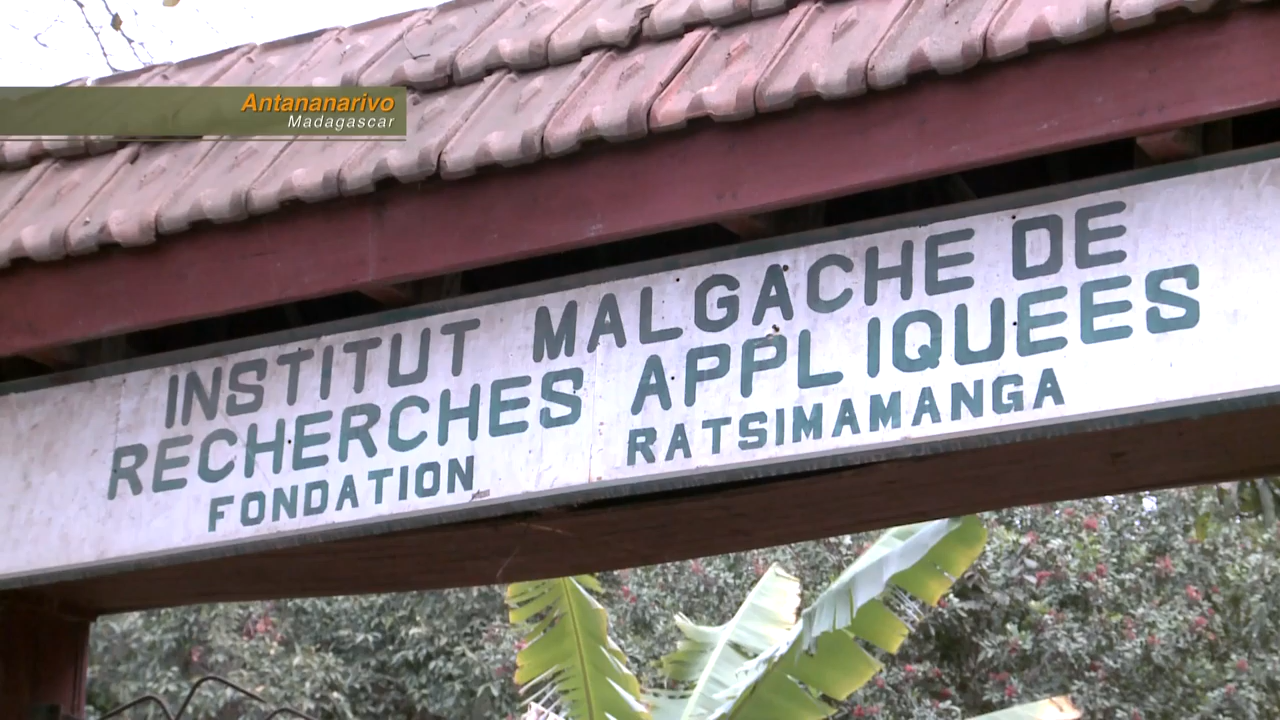 Antananarivo
Madagascar
INSTITUT MALGACHE DE
RECHERCHES APPLIQUEES
FONDATION RATSIMAMANGA